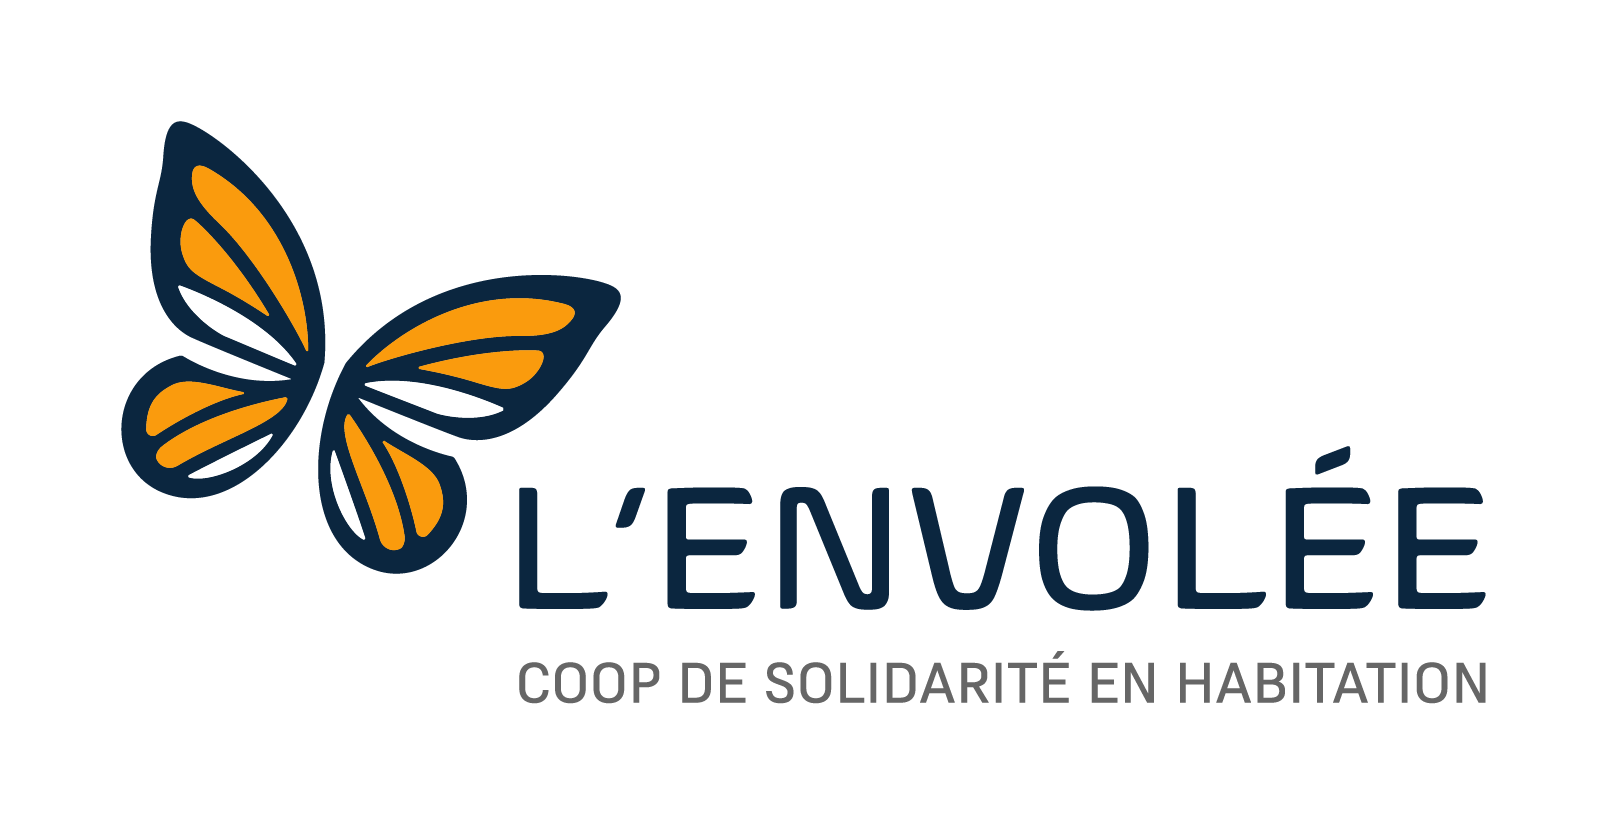 L'ENVOLÉE
COOP DE SOLIDARITÉ EN HABITATION